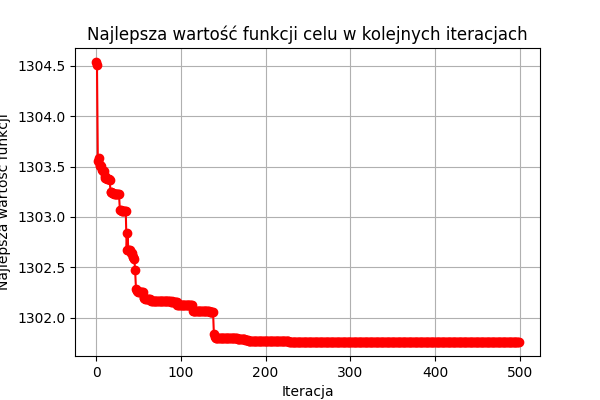 Najlepsza wartość funkcji celu w kolejnych iteracjach
Najlepsza wartość funkcji
1304.5
1304.0
1303.5
1303.0
1302.5
1302.0
0 100 200 300 400 500
Iteracja